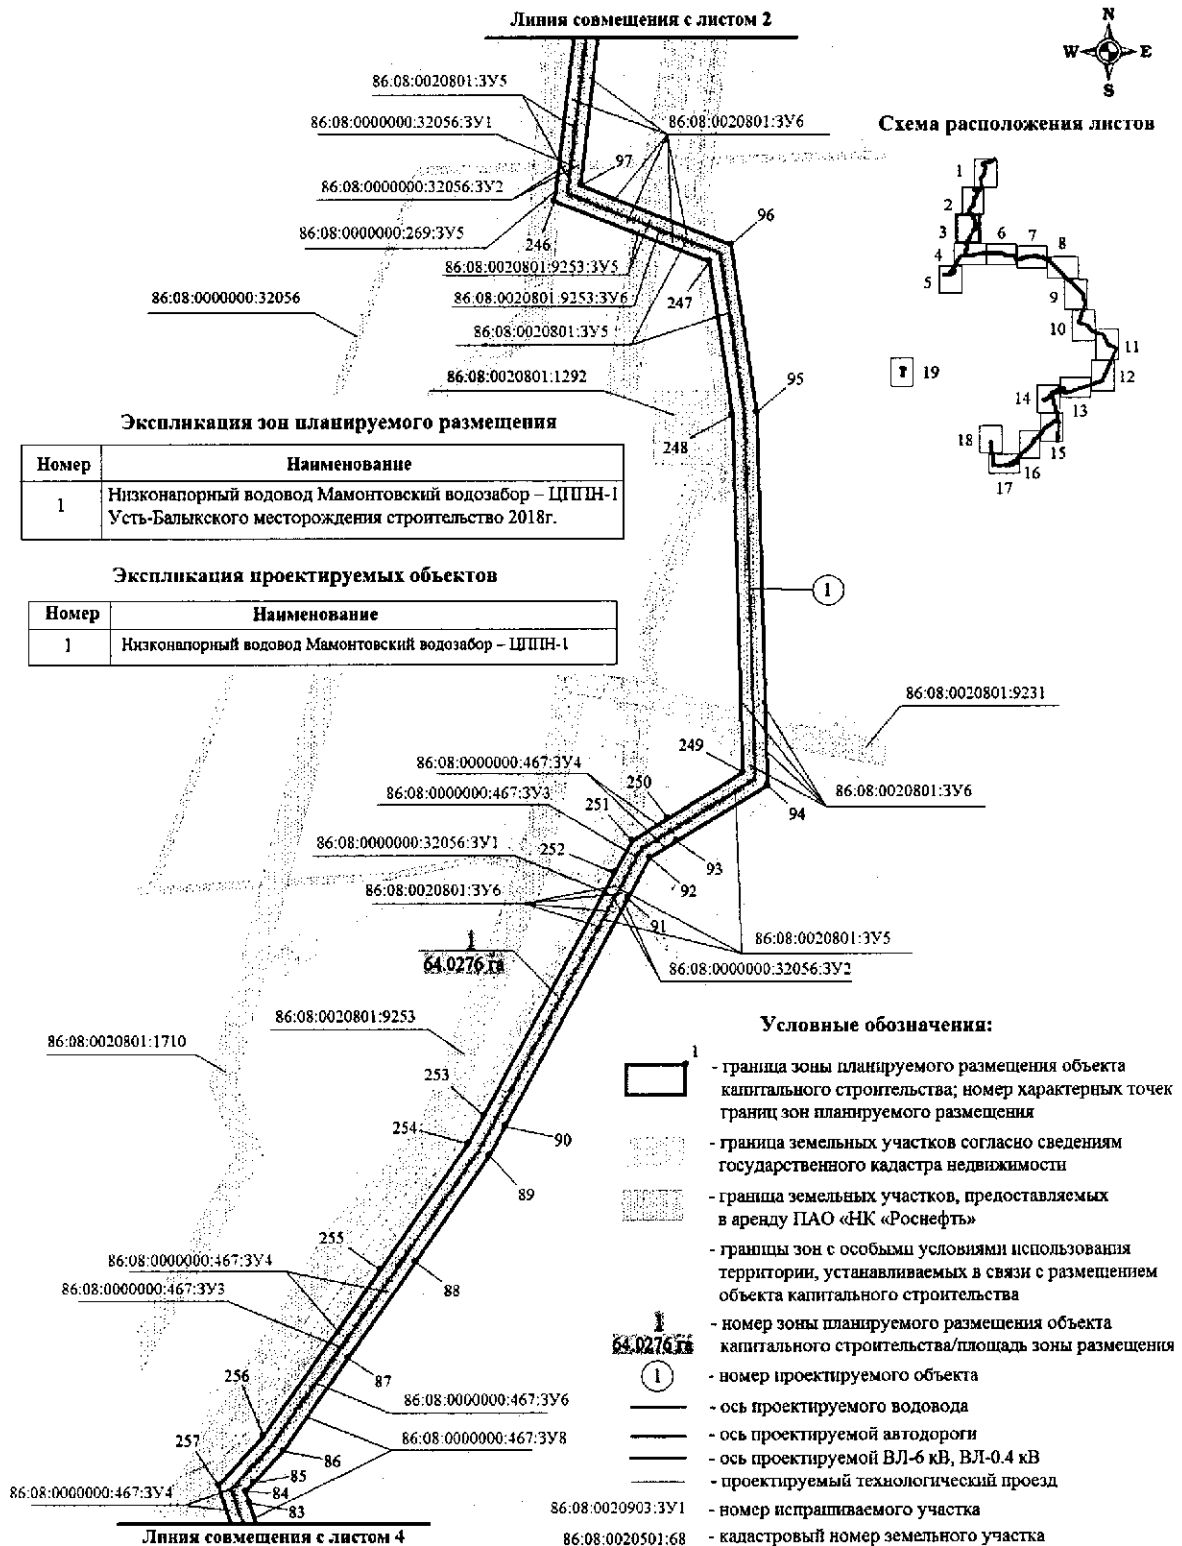 Линия совмещения с листом 2
N
W E
S
Схема расположения листов
1
2
3
4
5
6
7
8
9
10
11
12
13
14
15
16
17
18
19
86:08:0020801:ЗУ5
86:08:0000000:32056:ЗУ1
86:08:0020801:ЗУ6
97
86:08:0000000:32056:ЗУ2
86:08:0000000:269:ЗУ5
246
96
86:08:0020801:9253:ЗУ5
247
86:08:0000000:32056
86:08:0020801:9253:ЗУ6
86:08:0020801:ЗУ5
86:08:0020801:1292
95
248
Экспликация зон планируемого размещения
Номер Наименование
1 Низконапорный водовод Мамонтовский водозабор – ЦППН-1
Усть-Балыкского месторождения строительство 2018г.
Экспликация проектируемых объектов
Номер Наименование
1 Низконапорный водовод Мамонтовский водозабор – ЦППН-1
1
86:08:0020801:9231
249
86:08:0000000:467:ЗУ4
250
86:08:0000000:467:ЗУ3
251
86:08:0020801:ЗУ6
94
86:08:0000000:32056:ЗУ1
252
93
92
86:08:0020801:ЗУ6
91
86:08:0020801:ЗУ5
86:08:0000000:32056:ЗУ2
1
64.0276 га
86:08:0020801:9253
86:08:0020801:1710
253
254
90
89
255
86:08:0000000:467:ЗУ4
88
86:08:0000000:467:ЗУ3
87
256
86:08:0000000:467:ЗУ6
86:08:0000000:467:ЗУ8
257
86
85
84
83
86:08:0000000:467:ЗУ4
Линия совмещения с листом 4
Условные обозначения:
1
- граница зоны планируемого размещения объекта
капитального строительства; номер характерных точек
границ зон планируемого размещения
- граница земельных участков согласно сведениям
государственного кадастра недвижимости
- граница земельных участков, предоставляемых
в аренду ПАО «НК «Роснефть»
- границы зон с особыми условиями использования
территории, устанавливаемых в связи с размещением
объекта капитального строительства
1
64.0276 га
- номер зоны планируемого размещения объекта
капитального строительства/площадь зоны размещения
1 - номер проектируемого объекта
- ось проектируемого водовода
- ось проектируемой автодороги
- ось проектируемой ВЛ-6 кВ, ВЛ-0.4 кВ
- проектируемый технологический проезд
86:08:0020903:ЗУ1 - номер испрашиваемого участка
86:08:0020501:68 - кадастровый номер земельного участка